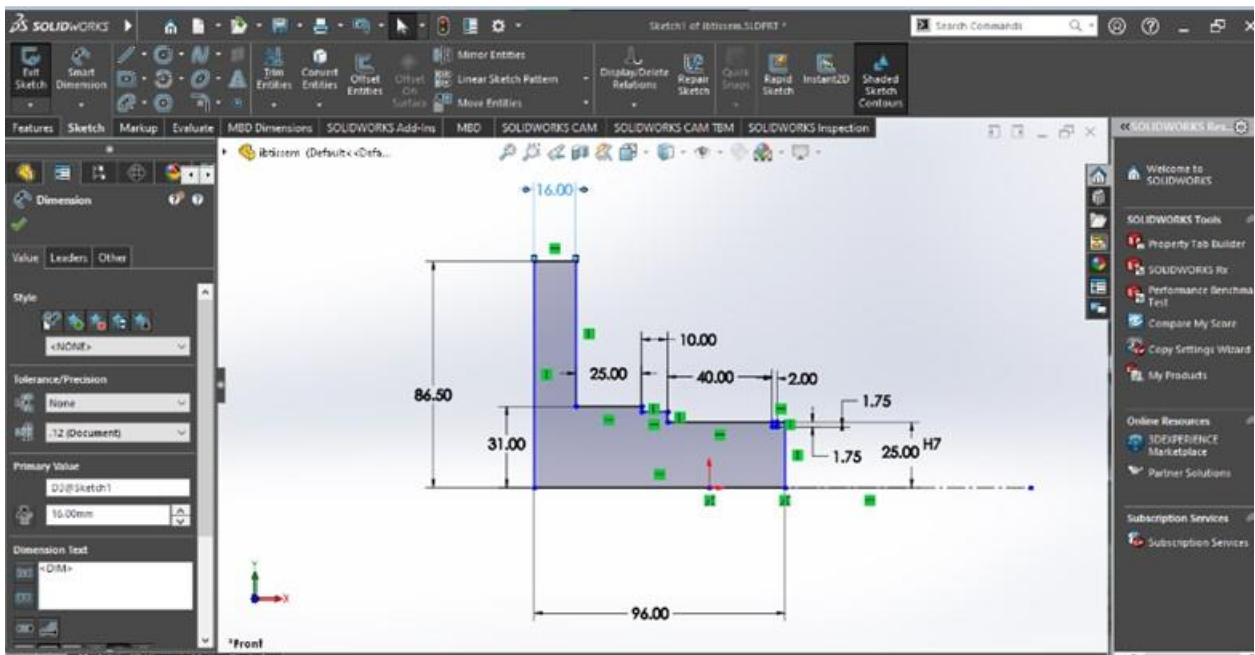 SOLIDWORKS
Sketch1 of ibtissem.SLDPRT *
Search Commands
Exit Sketch
Smart Dimension
Trim Entities
Convert Entities
Offset Entities
Offset On Surface
Mirror Entities
Linear Sketch Pattern
Move Entities
Display/Delete Relations
Repair Sketch
Quick Snaps
Rapid Sketch
Instant2D
Shaded Sketch Contours
Features
Sketch
Markup
Evaluate
MBD Dimensions
SOLIDWORKS Add-Ins
MBD
SOLIDWORKS CAM
SOLIDWORKS CAM TBM
SOLIDWORKS Inspection
ibtissem (Default<<Defa...
Dimension
Value
Leaders
Other
Style
<NONE>
Tolerance/Precision
None
.12 (Document)
Primary Value
D3@Sketch1
16.00mm
Dimension Text
<DIM>
16.00
10.00
25.00
40.00
2.00
1.75
86.50
31.00
1.75
25.00 H7
96.00
Y
X
*Front
SOLIDWORKS Res...
Welcome to SOLIDWORKS
SOLIDWORKS Tools
Property Tab Builder
SOLIDWORKS Rx
Performance Benchma
Test
Compare My Score
Copy Settings Wizard
My Products
Online Resources
3DEXPERIENCE Marketplace
Partner Solutions
Subscription Services
Subscription Services